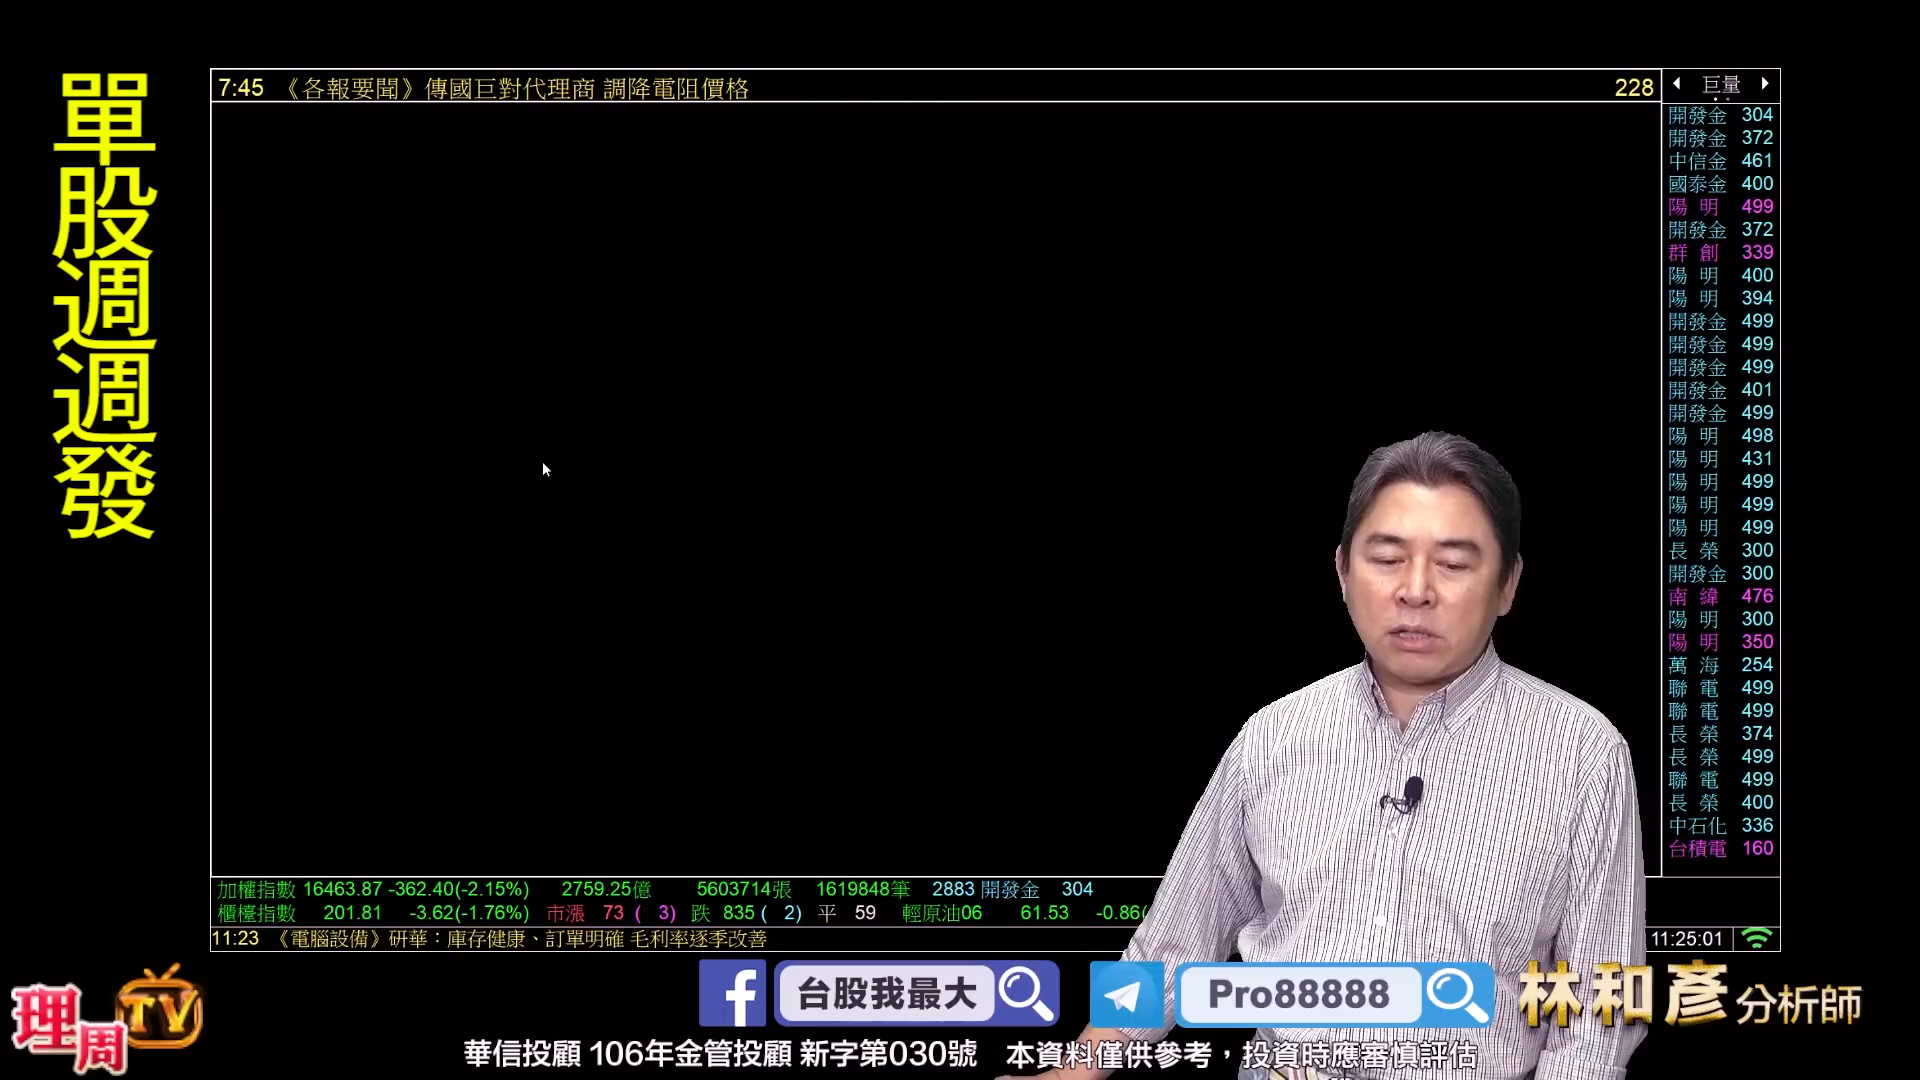 單股週週發
7:45 《各報要聞》傳國巨對代理商 調降電阻價格 228
巨量
開發金 304
開發金 372
中信金 461
國泰金 400
陽明 499
開發金 372
群創 339
陽明 400
陽明 394
開發金 499
開發金 499
開發金 499
開發金 401
開發金 499
陽明 498
陽明 431
陽明 499
陽明 499
陽明 499
長榮 300
開發金 300
南緯 476
陽明 300
陽明 350
萬海 254
聯電 499
聯電 499
長榮 374
長榮 499
聯電 499
長榮 400
中石化 336
台積電 160
加權指數 16463.87 -362.40(-2.15%) 2759.25億 5603714張 1619848筆 2883 開發金 304
櫃檯指數 201.81 -3.62(-1.76%) 市漲 73 ( 3) 跌 835 ( 2) 平 59 輕原油06 61.53 -0.86(
11:23 《電腦設備》研華：庫存健康、訂單明確 毛利率逐季改善 11:25:01
理周TV
台股我最大
Pro88888
林和彥 分析師
華信投顧 106年金管投顧 新字第030號 本資料僅供參考，投資時應審慎評估